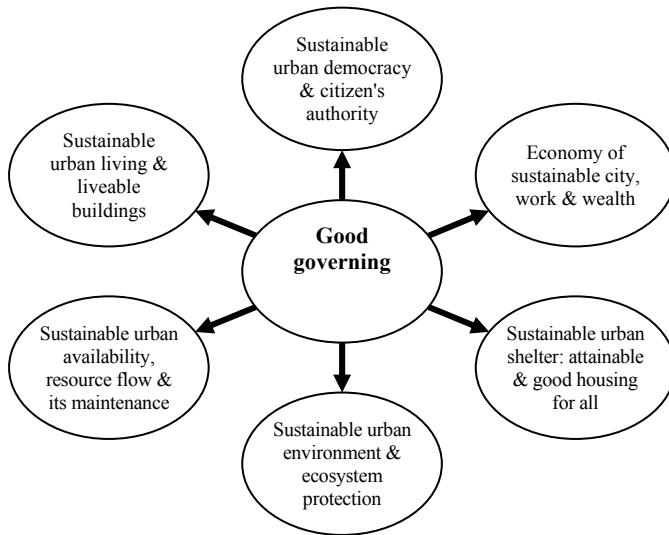 Sustainable
urban democracy
& citizen's
authority
Sustainable
urban living &
liveable
buildings
Economy of
sustainable city,
work & wealth
Good
governing
Sustainable urban
availability,
resource flow &
its maintenance
Sustainable urban
shelter: attainable
& good housing
for all
Sustainable urban
environment &
ecosystem
protection